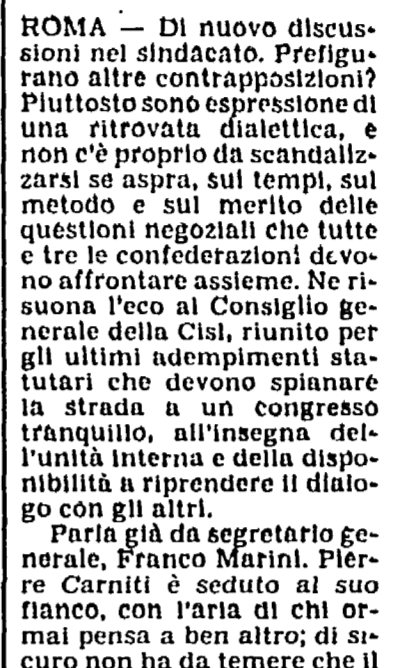 ROMA — Di nuovo discus-
sioni nel sindacato. Prefigu-
rano altre contrapposizioni?
Piuttosto sono espressione di
una ritrovata dialettica, e
non c'è proprio da scandaliz-
zarsi se aspra, sui tempi, sul
metodo e sul merito delle
questioni negoziali che tutte
e tre le confederazioni devo-
no affrontare assieme. Ne ri-
suona l'eco al Consiglio ge-
nerale della Cisl, riunito per
gli ultimi adempimenti sta-
tutari che devono spianare
la strada a un congresso
tranquillo, all'insegna del-
l'unità interna e della dispo-
nibilità a riprendere il dialo-
go con gli altri.
Parla già da segretario ge-
nerale, Franco Marini. Pier-
re Carniti è seduto al suo
fianco, con l'aria di chi or-
mai pensa a ben altro; di si-
curo non ha da temere che il